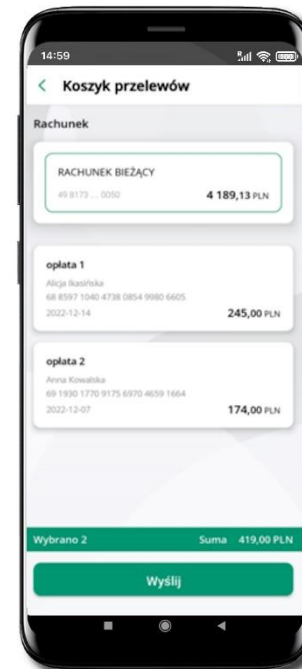 14:59
Koszyk przelewów
Rachunek
RACHUNEK BIEŻĄCY
49 8173 ... 0050 4 189,13 PLN
opłata 1
Alicja Ikasińska
68 8597 1040 4738 0854 9980 6605
2022-12-14 245,00 PLN
opłata 2
Anna Kowalska
69 1930 1770 9175 6970 4659 1664
2022-12-07 174,00 PLN
Wybrano 2 Suma 419,00 PLN
Wyślij